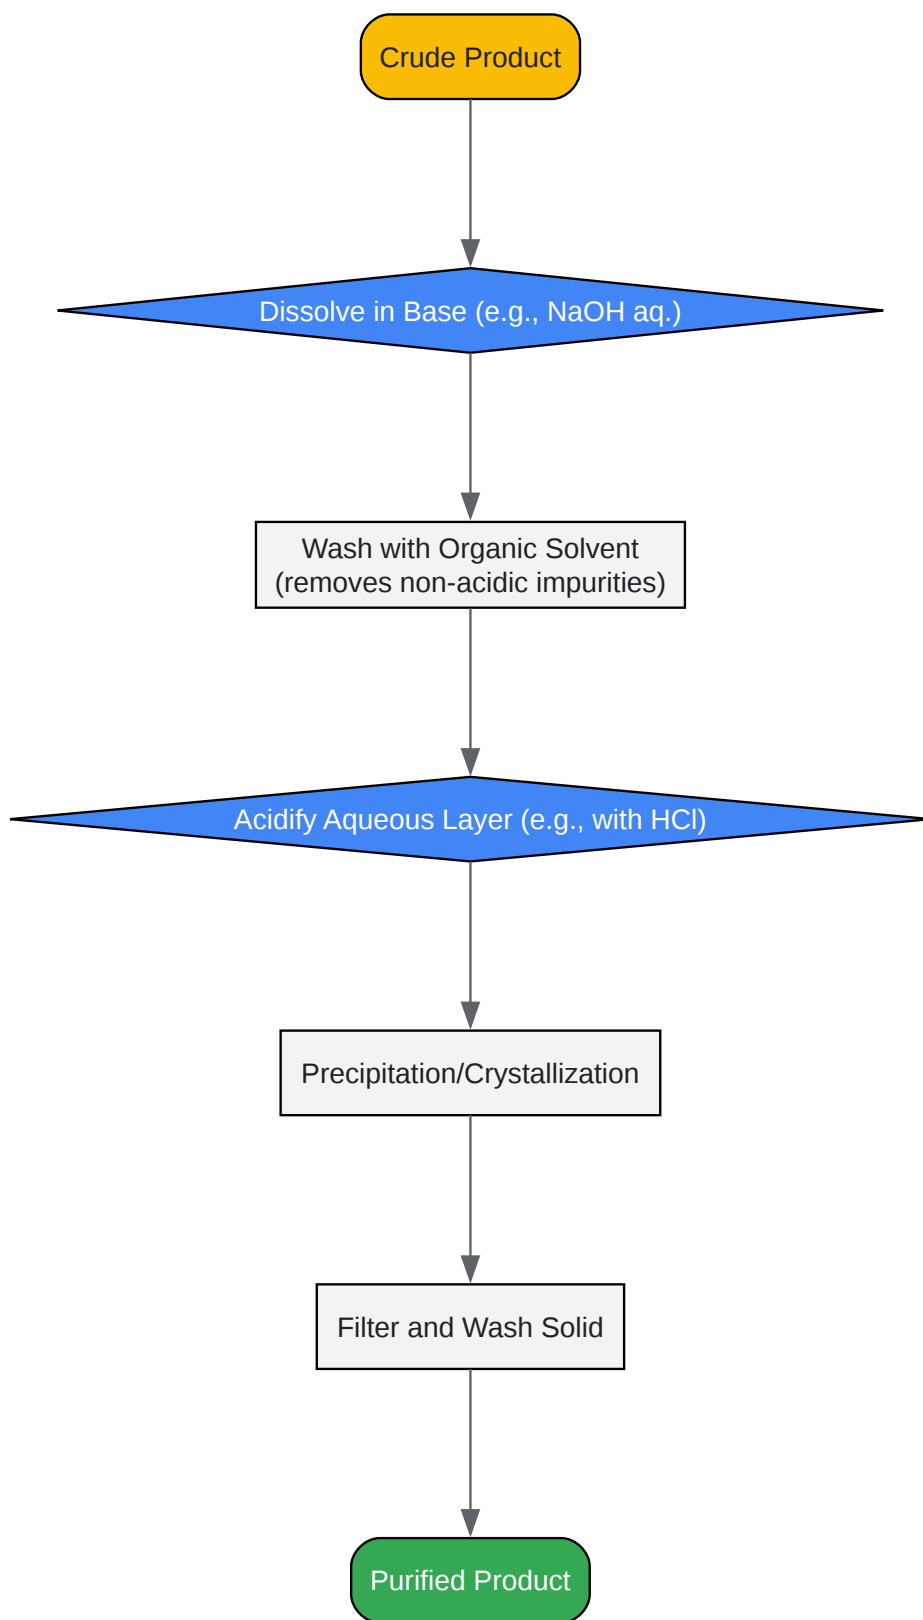 Crude Product
Dissolve in Base (e.g., NaOH aq.)
Wash with Organic Solvent
(removes non-acidic impurities)
Acidify Aqueous Layer (e.g., with HCl)
Precipitation/Crystallization
Filter and Wash Solid
Purified Product